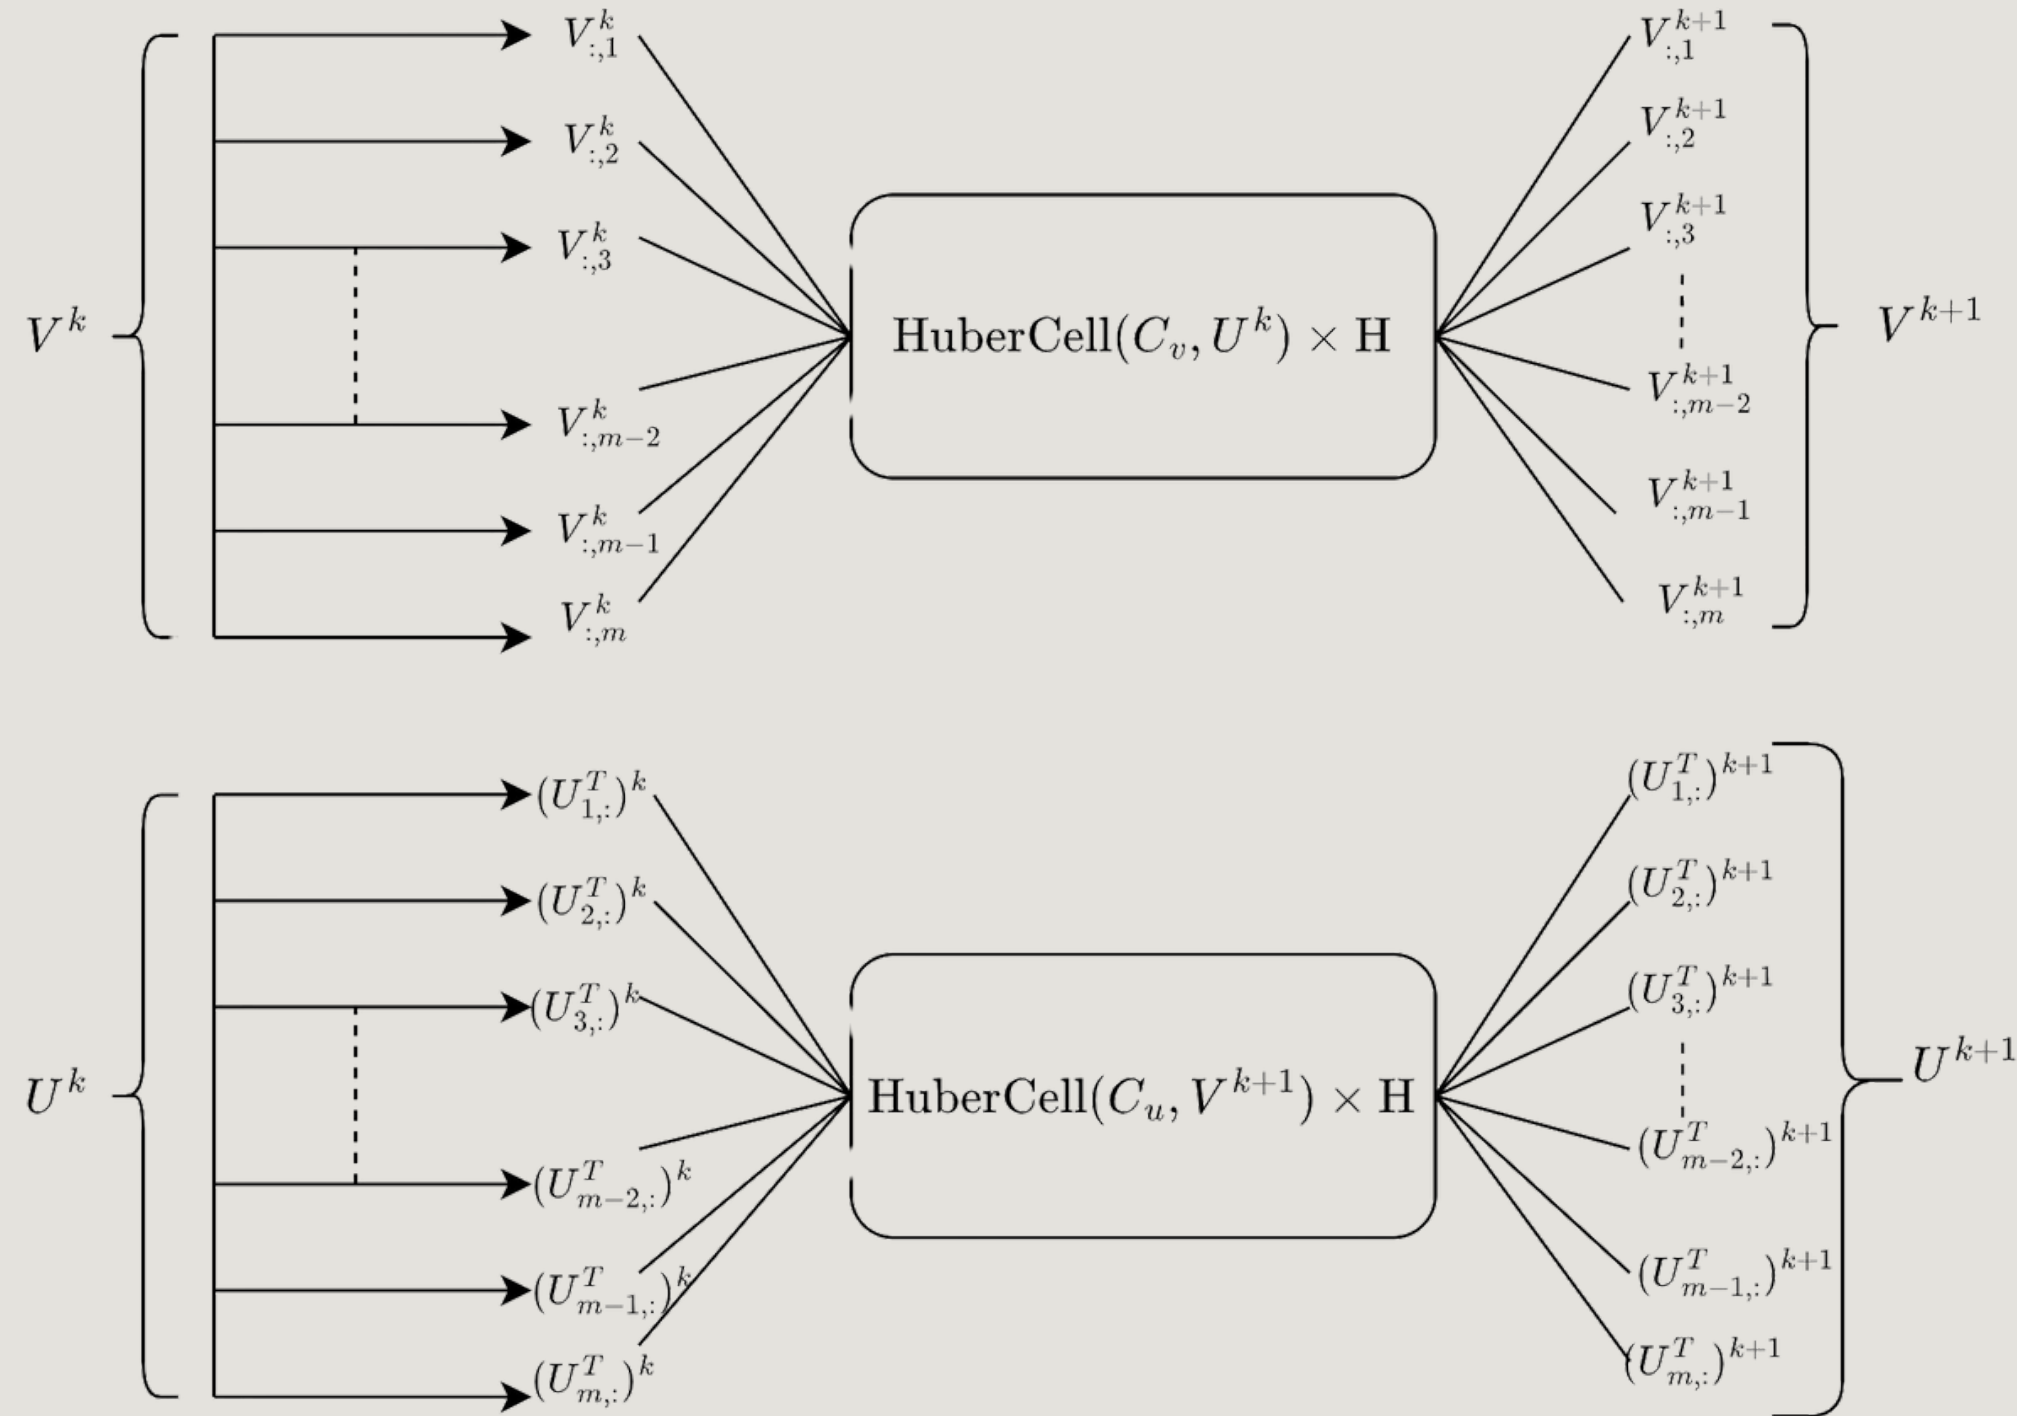 V^k
V^k_{:,1}
V^k_{:,2}
V^k_{:,3}
V^k_{:,m−2}
V^k_{:,m−1}
V^k_{:,m}
HuberCell(C_v, U^k) × H
V^{k+1}_{:,1}
V^{k+1}_{:,2}
V^{k+1}_{:,3}
V^{k+1}_{:,m−2}
V^{k+1}_{:,m−1}
V^{k+1}_{:,m}
V^{k+1}
U^k
(U^T_{1,:})^k
(U^T_{2,:})^k
(U^T_{3,:})^k
(U^T_{m−2,:})^k
(U^T_{m−1,:})^k
(U^T_{m,:})^k
HuberCell(C_u, V^{k+1}) × H
(U^T_{1,:})^{k+1}
(U^T_{2,:})^{k+1}
(U^T_{3,:})^{k+1}
(U^T_{m−2,:})^{k+1}
(U^T_{m−1,:})^{k+1}
(U^T_{m,:})^{k+1}
U^{k+1}